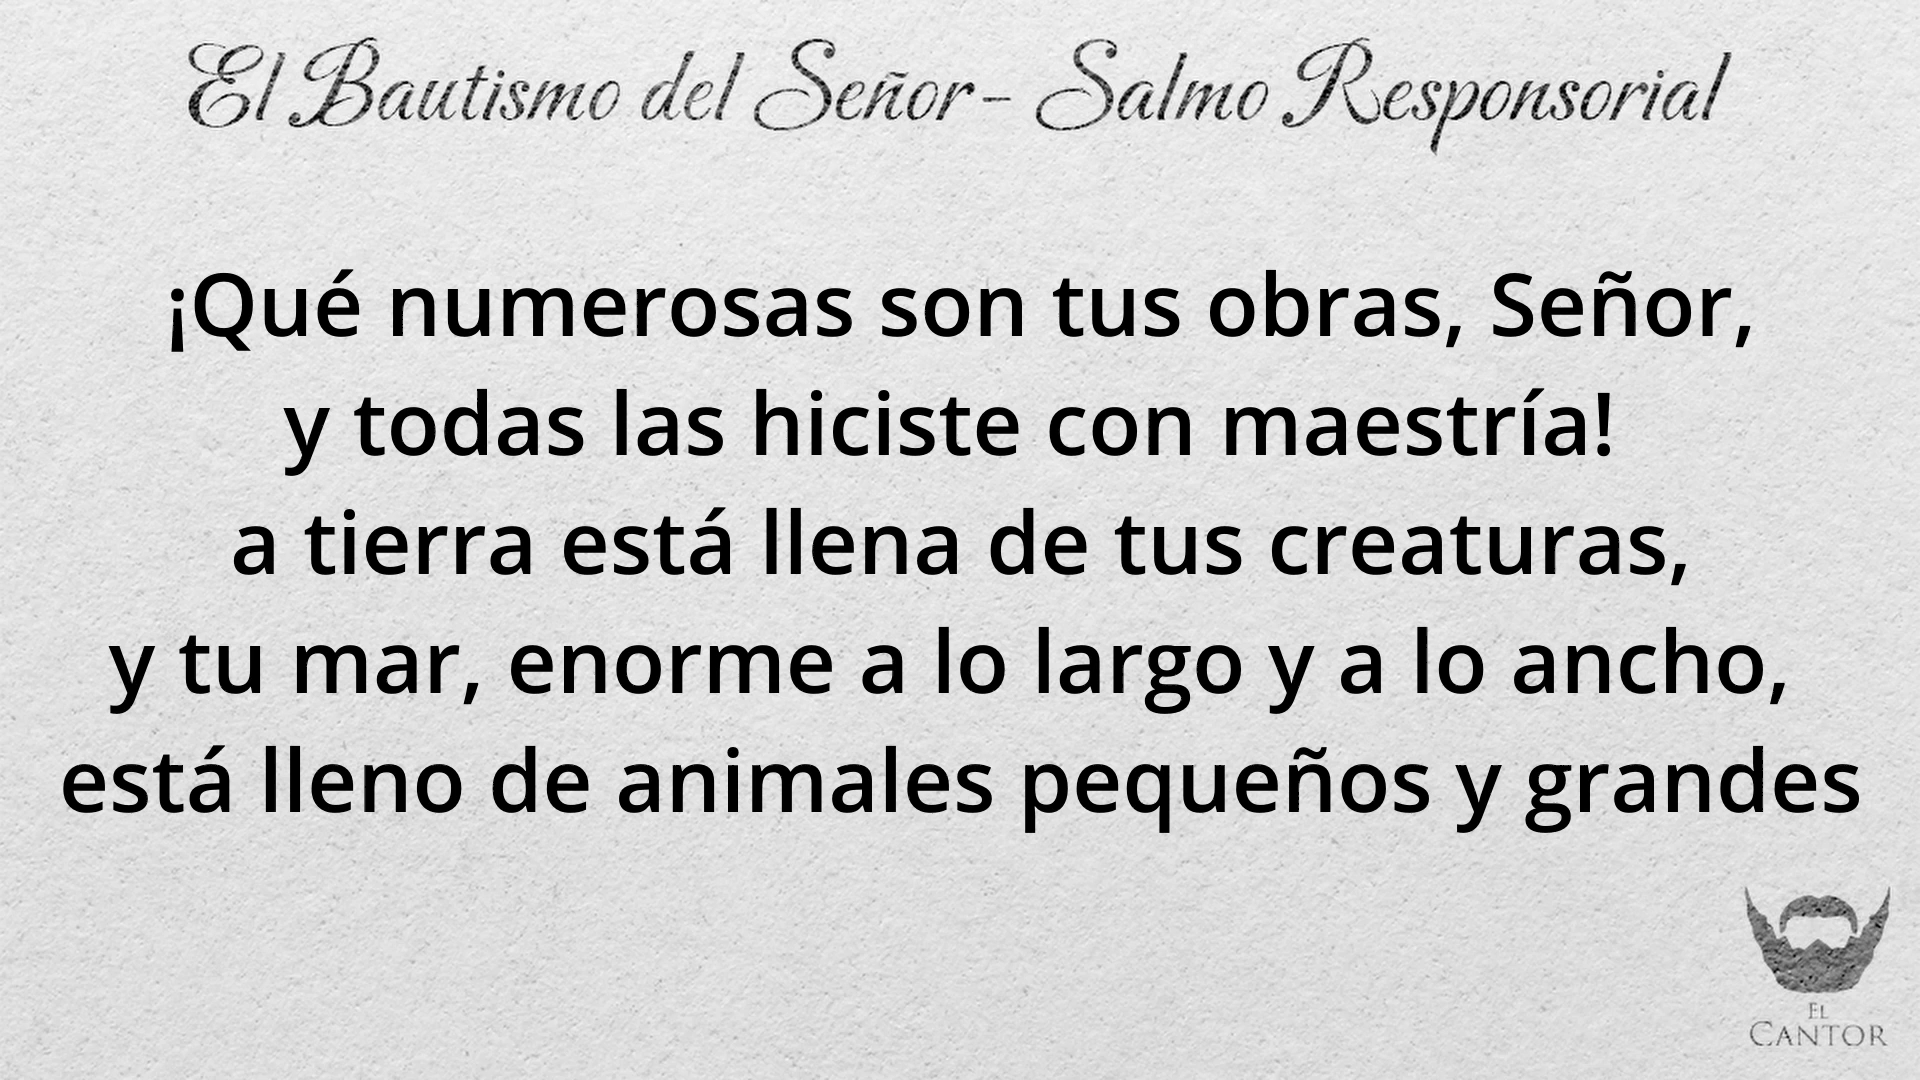 El Bautismo del Señor- Salmo Responsorial
¡Qué numerosas son tus obras, Señor,
y todas las hiciste con maestría!
a tierra está llena de tus creaturas,
y tu mar, enorme a lo largo y a lo ancho,
está lleno de animales pequeños y grandes
EL
CANTOR